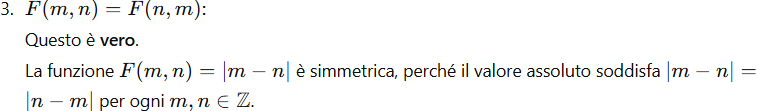 3. F(m, n) = F(n, m):
Questo è vero.
La funzione F(m, n) = |m − n| è simmetrica, perché il valore assoluto soddisfa |m − n| =
|n − m| per ogni m, n ∈ ℤ.